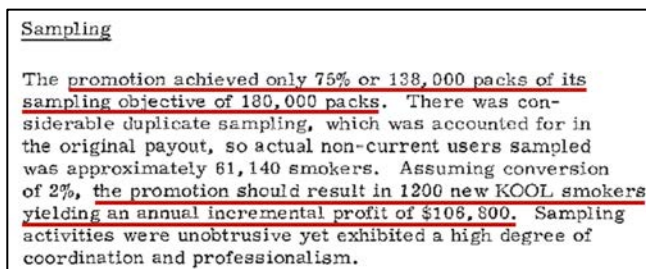 Sampling
The promotion achieved only 75% or 138,000 packs of its
sampling objective of 180,000 packs. There was con-
siderable duplicate sampling, which was accounted for in
the original payout, so actual non-current users sampled
was approximately 61,140 smokers. Assuming conversion
of 2%, the promotion should result in 1200 new KOOL smokers
yielding an annual incremental profit of $106,800. Sampling
activities were unobtrusive yet exhibited a high degree of
coordination and professionalism.